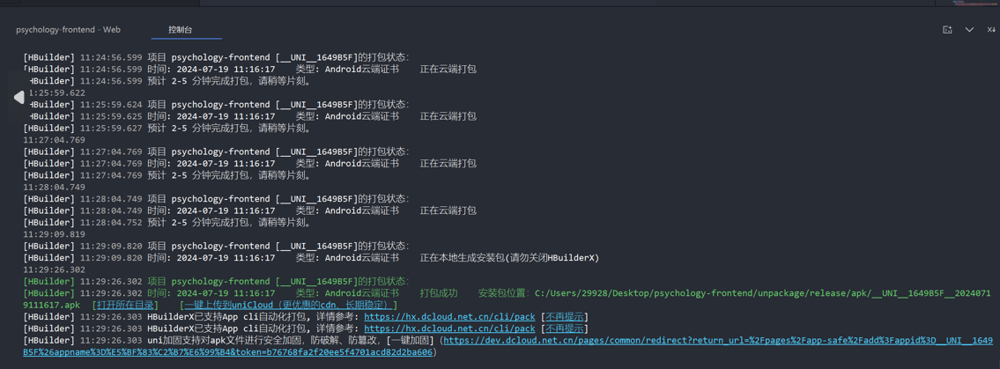 psychology-frontend - Web
控制台
[HBuilder] 11:24:56.599 项目 psychology-frontend [__UNI__1649B5F]的打包状态:
HBuilder] 11:24:56.599 时间: 2024-07-19 11:16:17 类型: Android云端证书 正在云端打包
HBuilder] 11:24:56.599 预计 2-5 分钟完成打包, 请稍等片刻。
1:25:59.622
HBuilder] 11:25:59.624 项目 psychology-frontend [__UNI__1649B5F]的打包状态:
HBuilder] 11:25:59.625 时间: 2024-07-19 11:16:17 类型: Android云端证书 正在云端打包
[HBuilder] 11:25:59.627 预计 2-5 分钟完成打包, 请稍等片刻。
11:27:04.769
[HBuilder] 11:27:04.769 项目 psychology-frontend [__UNI__1649B5F]的打包状态:
[HBuilder] 11:27:04.769 时间: 2024-07-19 11:16:17 类型: Android云端证书 正在云端打包
[HBuilder] 11:27:04.769 预计 2-5 分钟完成打包, 请稍等片刻。
11:28:04.749
[HBuilder] 11:28:04.749 项目 psychology-frontend [__UNI__1649B5F]的打包状态:
[HBuilder] 11:28:04.749 时间: 2024-07-19 11:16:17 类型: Android云端证书 正在云端打包
[HBuilder] 11:28:04.752 预计 2-5 分钟完成打包, 请稍等片刻。
11:29:09.819
[HBuilder] 11:29:09.820 项目 psychology-frontend [__UNI__1649B5F]的打包状态:
[HBuilder] 11:29:09.820 时间: 2024-07-19 11:16:17 类型: Android云端证书 正在本地生成安装包(请勿关闭HBuilderX)
11:29:26.302
[HBuilder] 11:29:26.302 项目 psychology-frontend [__UNI__1649B5F]的打包状态:
[HBuilder] 11:29:26.302 时间: 2024-07-19 11:16:17 类型: Android云端证书 打包成功 安装包位置: C:/Users/29928/Desktop/psychology-frontend/unpackage/release/apk/__UNI__1649B5F__2024071
9111617.apk [打开所在目录] [一键上传到uniCloud（更优惠的cdn、长期稳定）]
[HBuilder] 11:29:26.303 HBuilderX已支持App cli自动化打包, 详情参考: https://hx.dcloud.net.cn/cli/pack [不再提示]
[HBuilder] 11:29:26.303 HBuilderX已支持App cli自动化打包, 详情参考: https://hx.dcloud.net.cn/cli/pack [不再提示]
[HBuilder] 11:29:26.303 uni加固支持对apk文件进行安全加固，防破解、防篡改，[一键加固] (https://dev.dcloud.net.cn/pages/common/redirect?return_url=%2Fpages%2Fapp-safe%2Fadd%3Fappid%3D__UNI__1649
B5F%26appname%3D%E5%BF%83%C2%B7%E6%99%B4&token=b76768fa2f20ee5f4701acd82d2ba606)